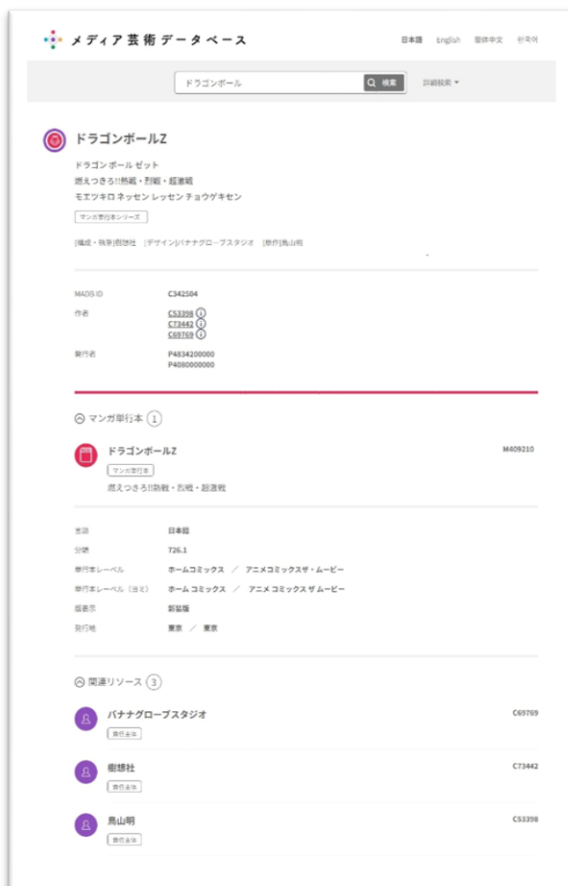 メディア芸術データベース
日本語 English 简体中文 한국어
ドラゴンボール 検索 詳細検索
ドラゴンボールZ
ドラゴン ボール ゼット
燃えつきろ!!熱戦・烈戦・超激戦
モエツキロ ネッセン レッセン チョウゲキセン
マンガ単行本シリーズ
[構成・執筆]樹想社 [デザイン]バナナグローブスタジオ [原作]鳥山明
MADB ID C342504
作者 C53398
C73442
C69769
発行者 P4834200000
P4080000000
マンガ単行本 1
ドラゴンボールZ M409210
マンガ単行本
燃えつきろ!!熱戦・烈戦・超激戦
言語 日本語
分類 726.1
単行本レーベル ホームコミックス ／ アニメコミックスザ・ムービー
単行本レーベル（ヨミ） ホーム コミックス ／ アニメ コミックス ザ ムービー
版表示 新装版
発行地 東京 ／ 東京
関連リソース 3
バナナグローブスタジオ C69769
責任主体
樹想社 C73442
責任主体
鳥山明 C53398
責任主体